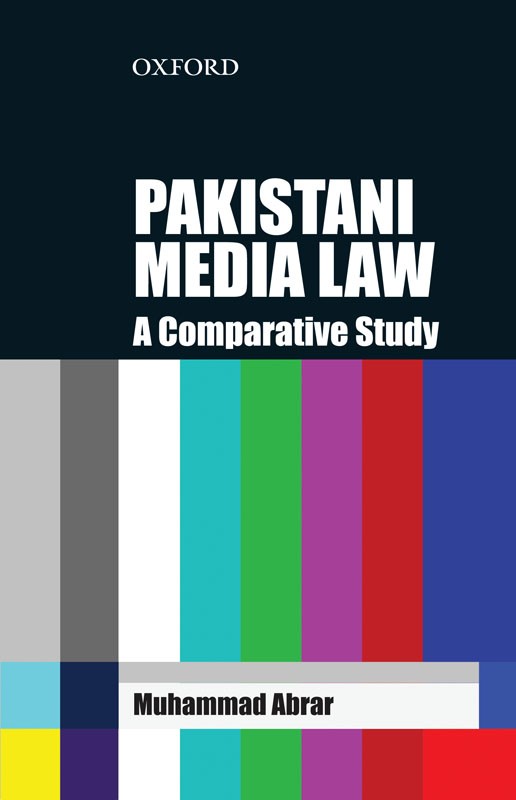 OXFORD
PAKISTANI
MEDIA LAW
A Comparative Study
Muhammad Abrar